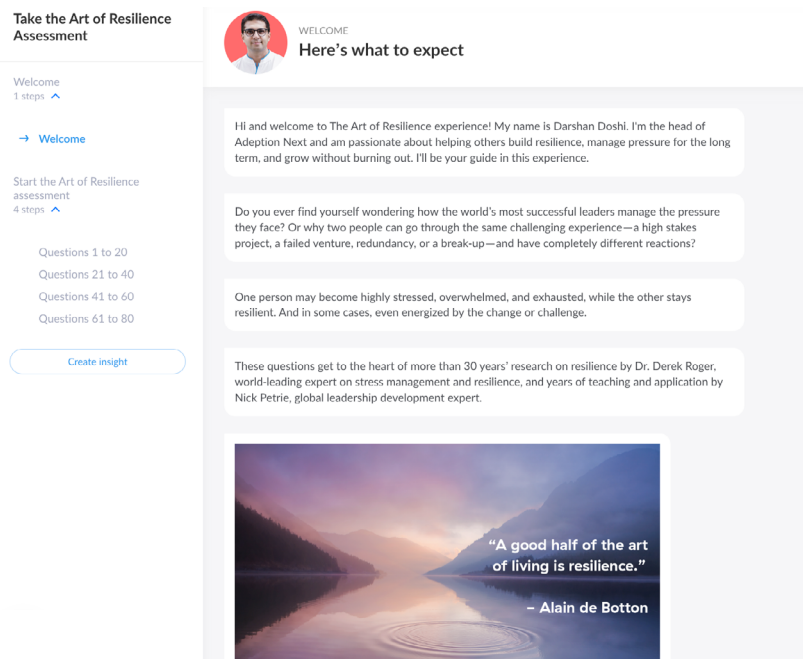 Take the Art of Resilience
Assessment
Welcome
1 steps
Welcome
Start the Art of Resilience
assessment
4 steps
Questions 1 to 20
Questions 21 to 40
Questions 41 to 60
Questions 61 to 80
Create insight
WELCOME
Here's what to expect
Hi and welcome to The Art of Resilience experience! My name is Darshan Doshi. I'm the head of
Adeption Next and am passionate about helping others build resilience, manage pressure for the long
term, and grow without burning out. I'll be your guide in this experience.
Do you ever find yourself wondering how the world's most successful leaders manage the pressure
they face? Or why two people can go through the same challenging experience—a high stakes
project, a failed venture, redundancy, or a break-up—and have completely different reactions?
One person may become highly stressed, overwhelmed, and exhausted, while the other stays
resilient. And in some cases, even energized by the change or challenge.
These questions get to the heart of more than 30 years' research on resilience by Dr. Derek Roger,
world-leading expert on stress management and resilience, and years of teaching and application by
Nick Petrie, global leadership development expert.
“A good half of the art
of living is resilience.”
– Alain de Botton